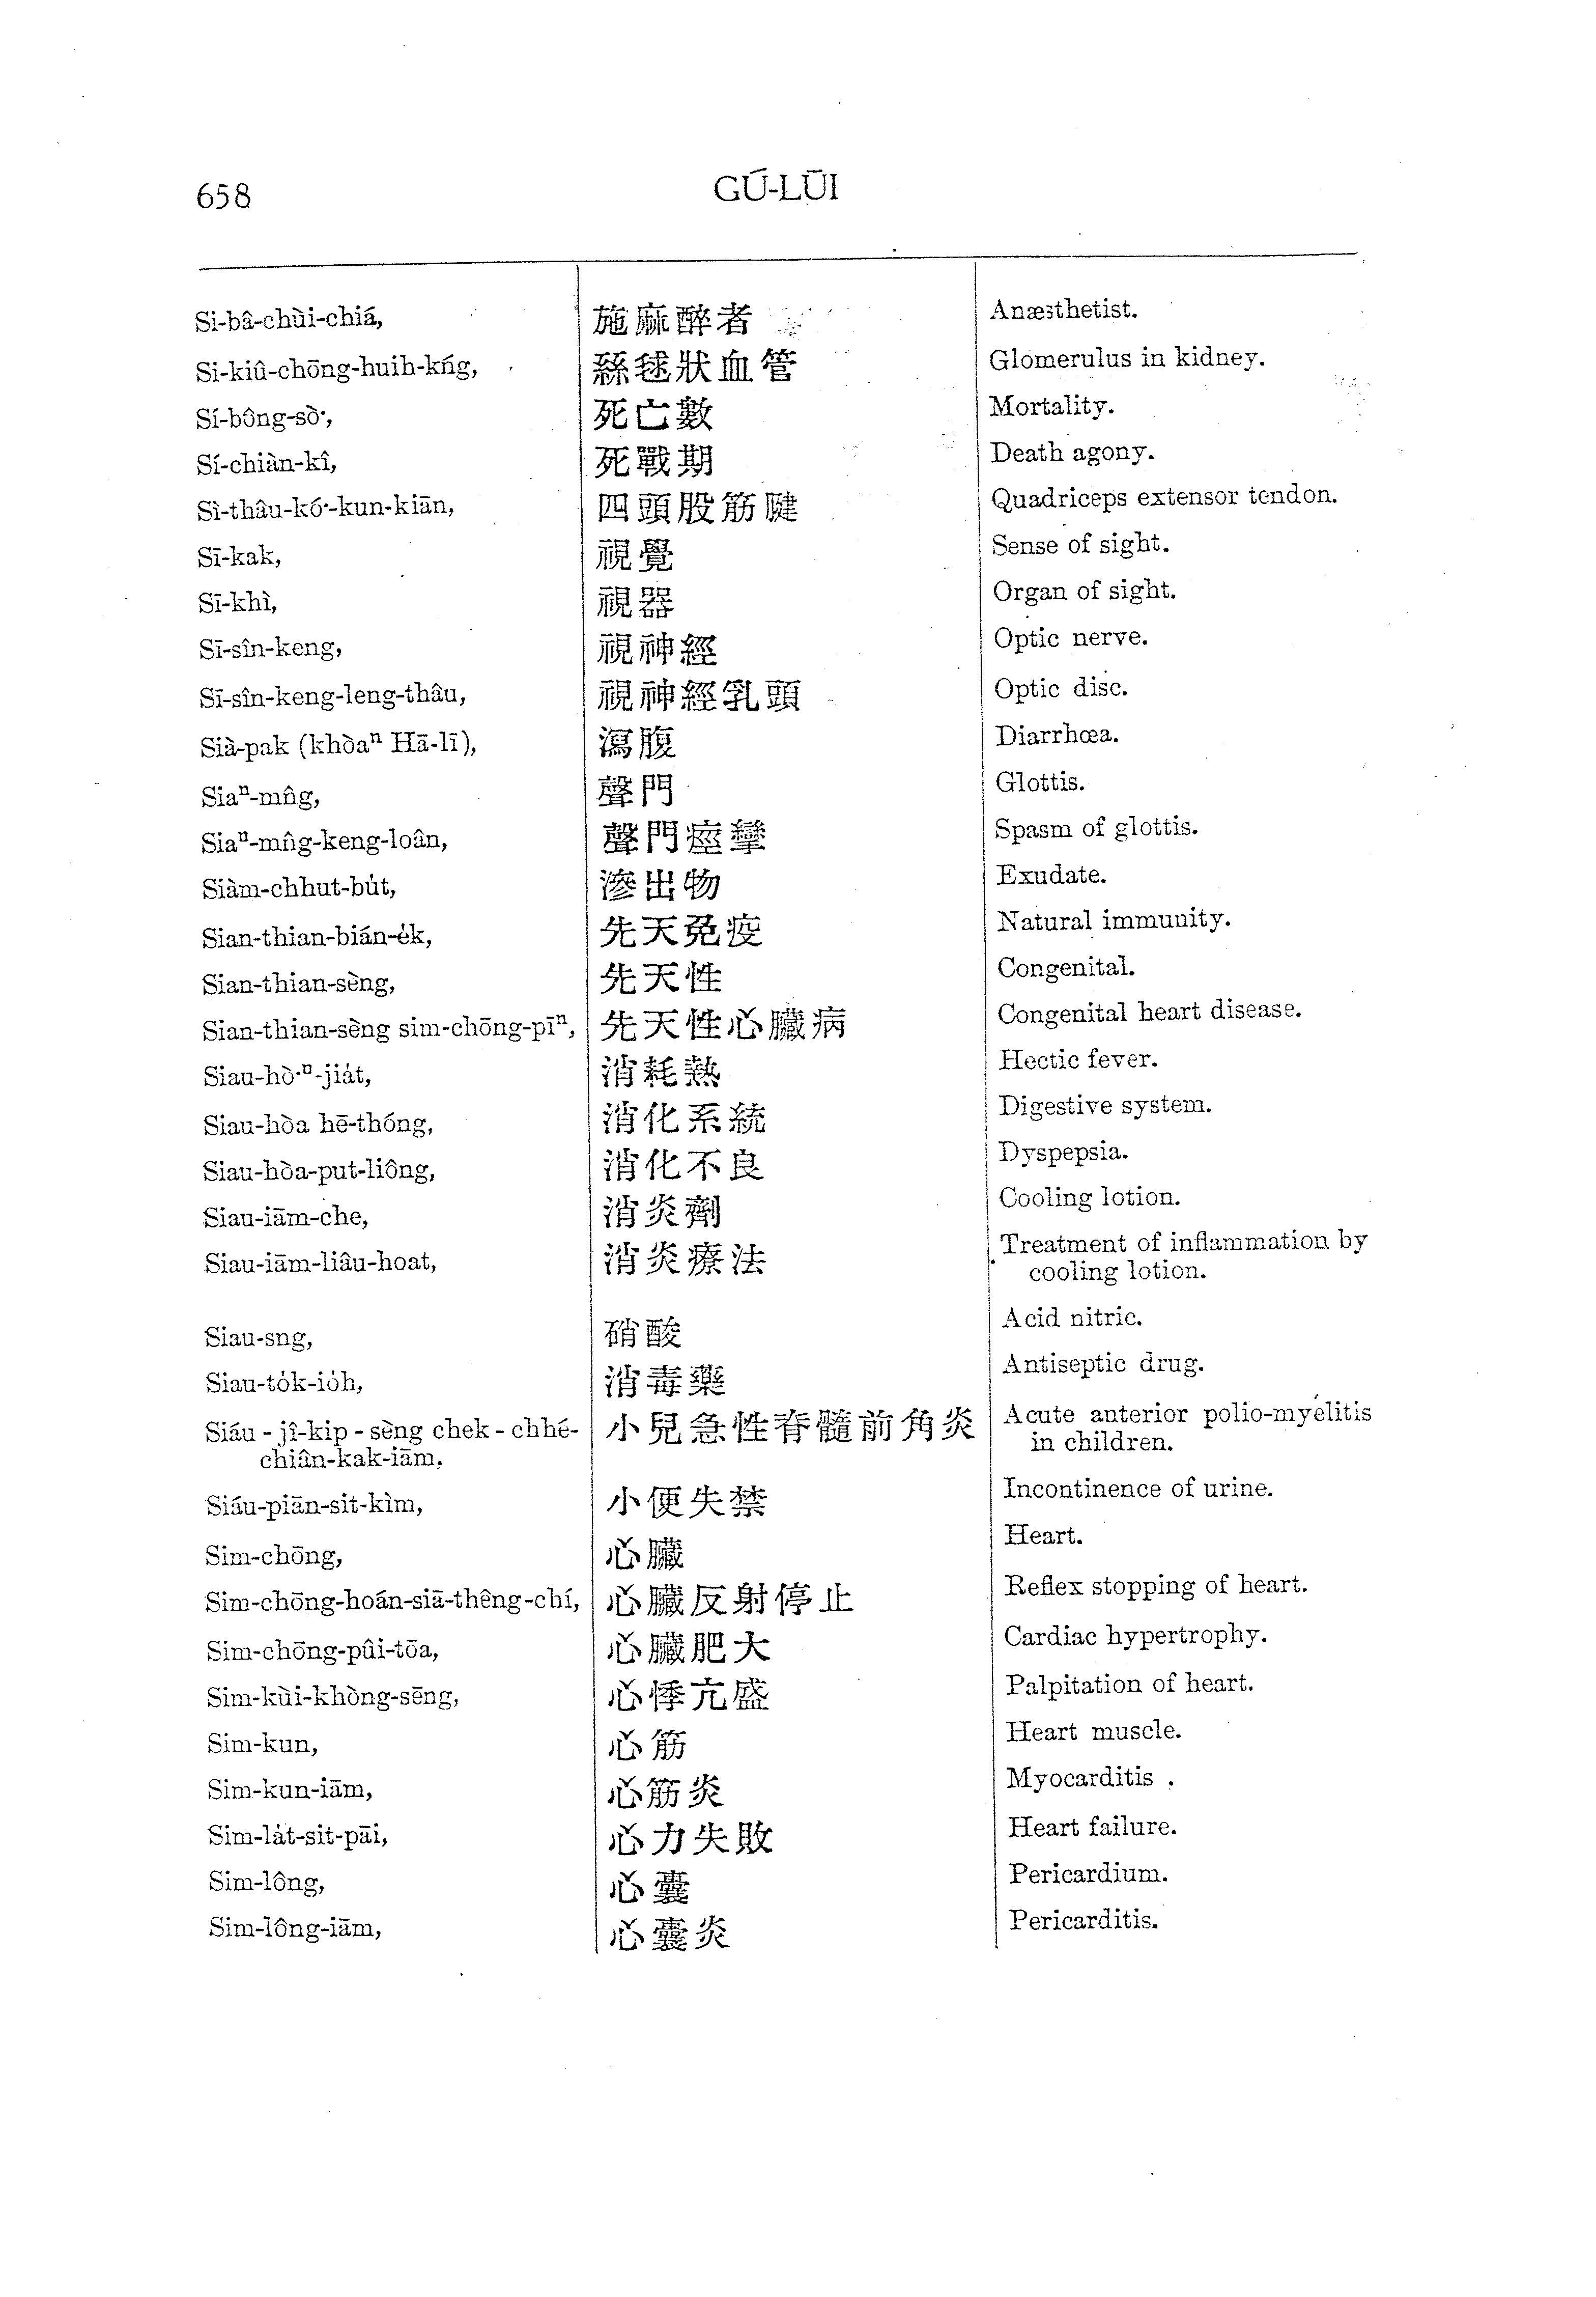 658
GÚ-LŪI
Si-bâ-chùi-chiá, 施麻醉者 Anæsthetist.
Si-kiû-chōng-huih-kńg, 絲毬狀血管 Glomerulus in kidney.
Sí-bông-sò͘, 死亡數 Mortality.
Sí-chiàn-kî, 死戰期 Death agony.
Sì-thâu-kó͘-kun-kiān, 四頭股筋腱 Quadriceps extensor tendon.
Sī-kak, 視覺 Sense of sight.
Sī-khì, 視器 Organ of sight.
Sī-sîn-keng, 視神經 Optic nerve.
Sī-sîn-keng-leng-thâu, 視神經乳頭 Optic disc.
Sià-pak (khòaⁿ Hā-lī), 瀉腹 Diarrhœa.
Siaⁿ-mn̂g, 聲門 Glottis.
Siaⁿ-mn̂g-keng-loân, 聲門痙攣 Spasm of glottis.
Siàm-chhut-bu̍t, 滲出物 Exudate.
Sian-thian-bián-e̍k, 先天免疫 Natural immunity.
Sian-thian-sèng, 先天性 Congenital.
Sian-thian-sèng sim-chōng-pīⁿ, 先天性心臟病 Congenital heart disease.
Siau-hò͘ⁿ-jia̍t, 消耗熱 Hectic fever.
Siau-hòa hē-thóng, 消化系統 Digestive system.
Siau-hòa-put-liông, 消化不良 Dyspepsia.
Siau-iām-che, 消炎劑 Cooling lotion.
Siau-iām-liâu-hoat, 消炎療法 Treatment of inflammation by
cooling lotion.
Siau-sng, 硝酸 Acid nitric.
Siau-to̍k-io̍h, 消毒藥 Antiseptic drug.
Siáu-jî-kip-sèng chek-chhé- 小兒急性脊髓前角炎 Acute anterior polio-myélitis
chiân-kak-iām, in children.
Siáu-piān-sit-kìm, 小便失禁 Incontinence of urine.
Sim-chōng, 心臟 Heart.
Sim-chōng-hoán-siā-thêng-chí, 心臟反射停止 Reflex stopping of heart.
Sim-chōng-pûi-tōa, 心臟肥大 Cardiac hypertrophy.
Sim-kùi-khòng-sēng, 心悸亢盛 Palpitation of heart.
Sim-kun, 心筋 Heart muscle.
Sim-kun-iām, 心筋炎 Myocarditis .
Sim-la̍t-sit-pāi, 心力失敗 Heart failure.
Sim-lông, 心囊 Pericardium.
Sim-lông-iām, 心囊炎 Pericarditis.